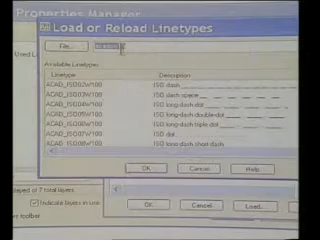 Properties Manager
Load or Reload Linetypes
File...
Available Linetypes
Linetype Description
ACAD_ISO02W100 ISO dash
ACAD_ISO03W100 ISO dash space
ACAD_ISO04W100 ISO long-dash dot
ACAD_ISO05W100 ISO long-dash double-dot
ACAD_ISO06W100 ISO long-dash triple-dot
ACAD_ISO07W100 ISO dot
ACAD_ISO08W100 ISO long-dash short-dash
OK Cancel Help
of 7 total layers
Indicate layers in use
toolbar
OK Cancel Load...